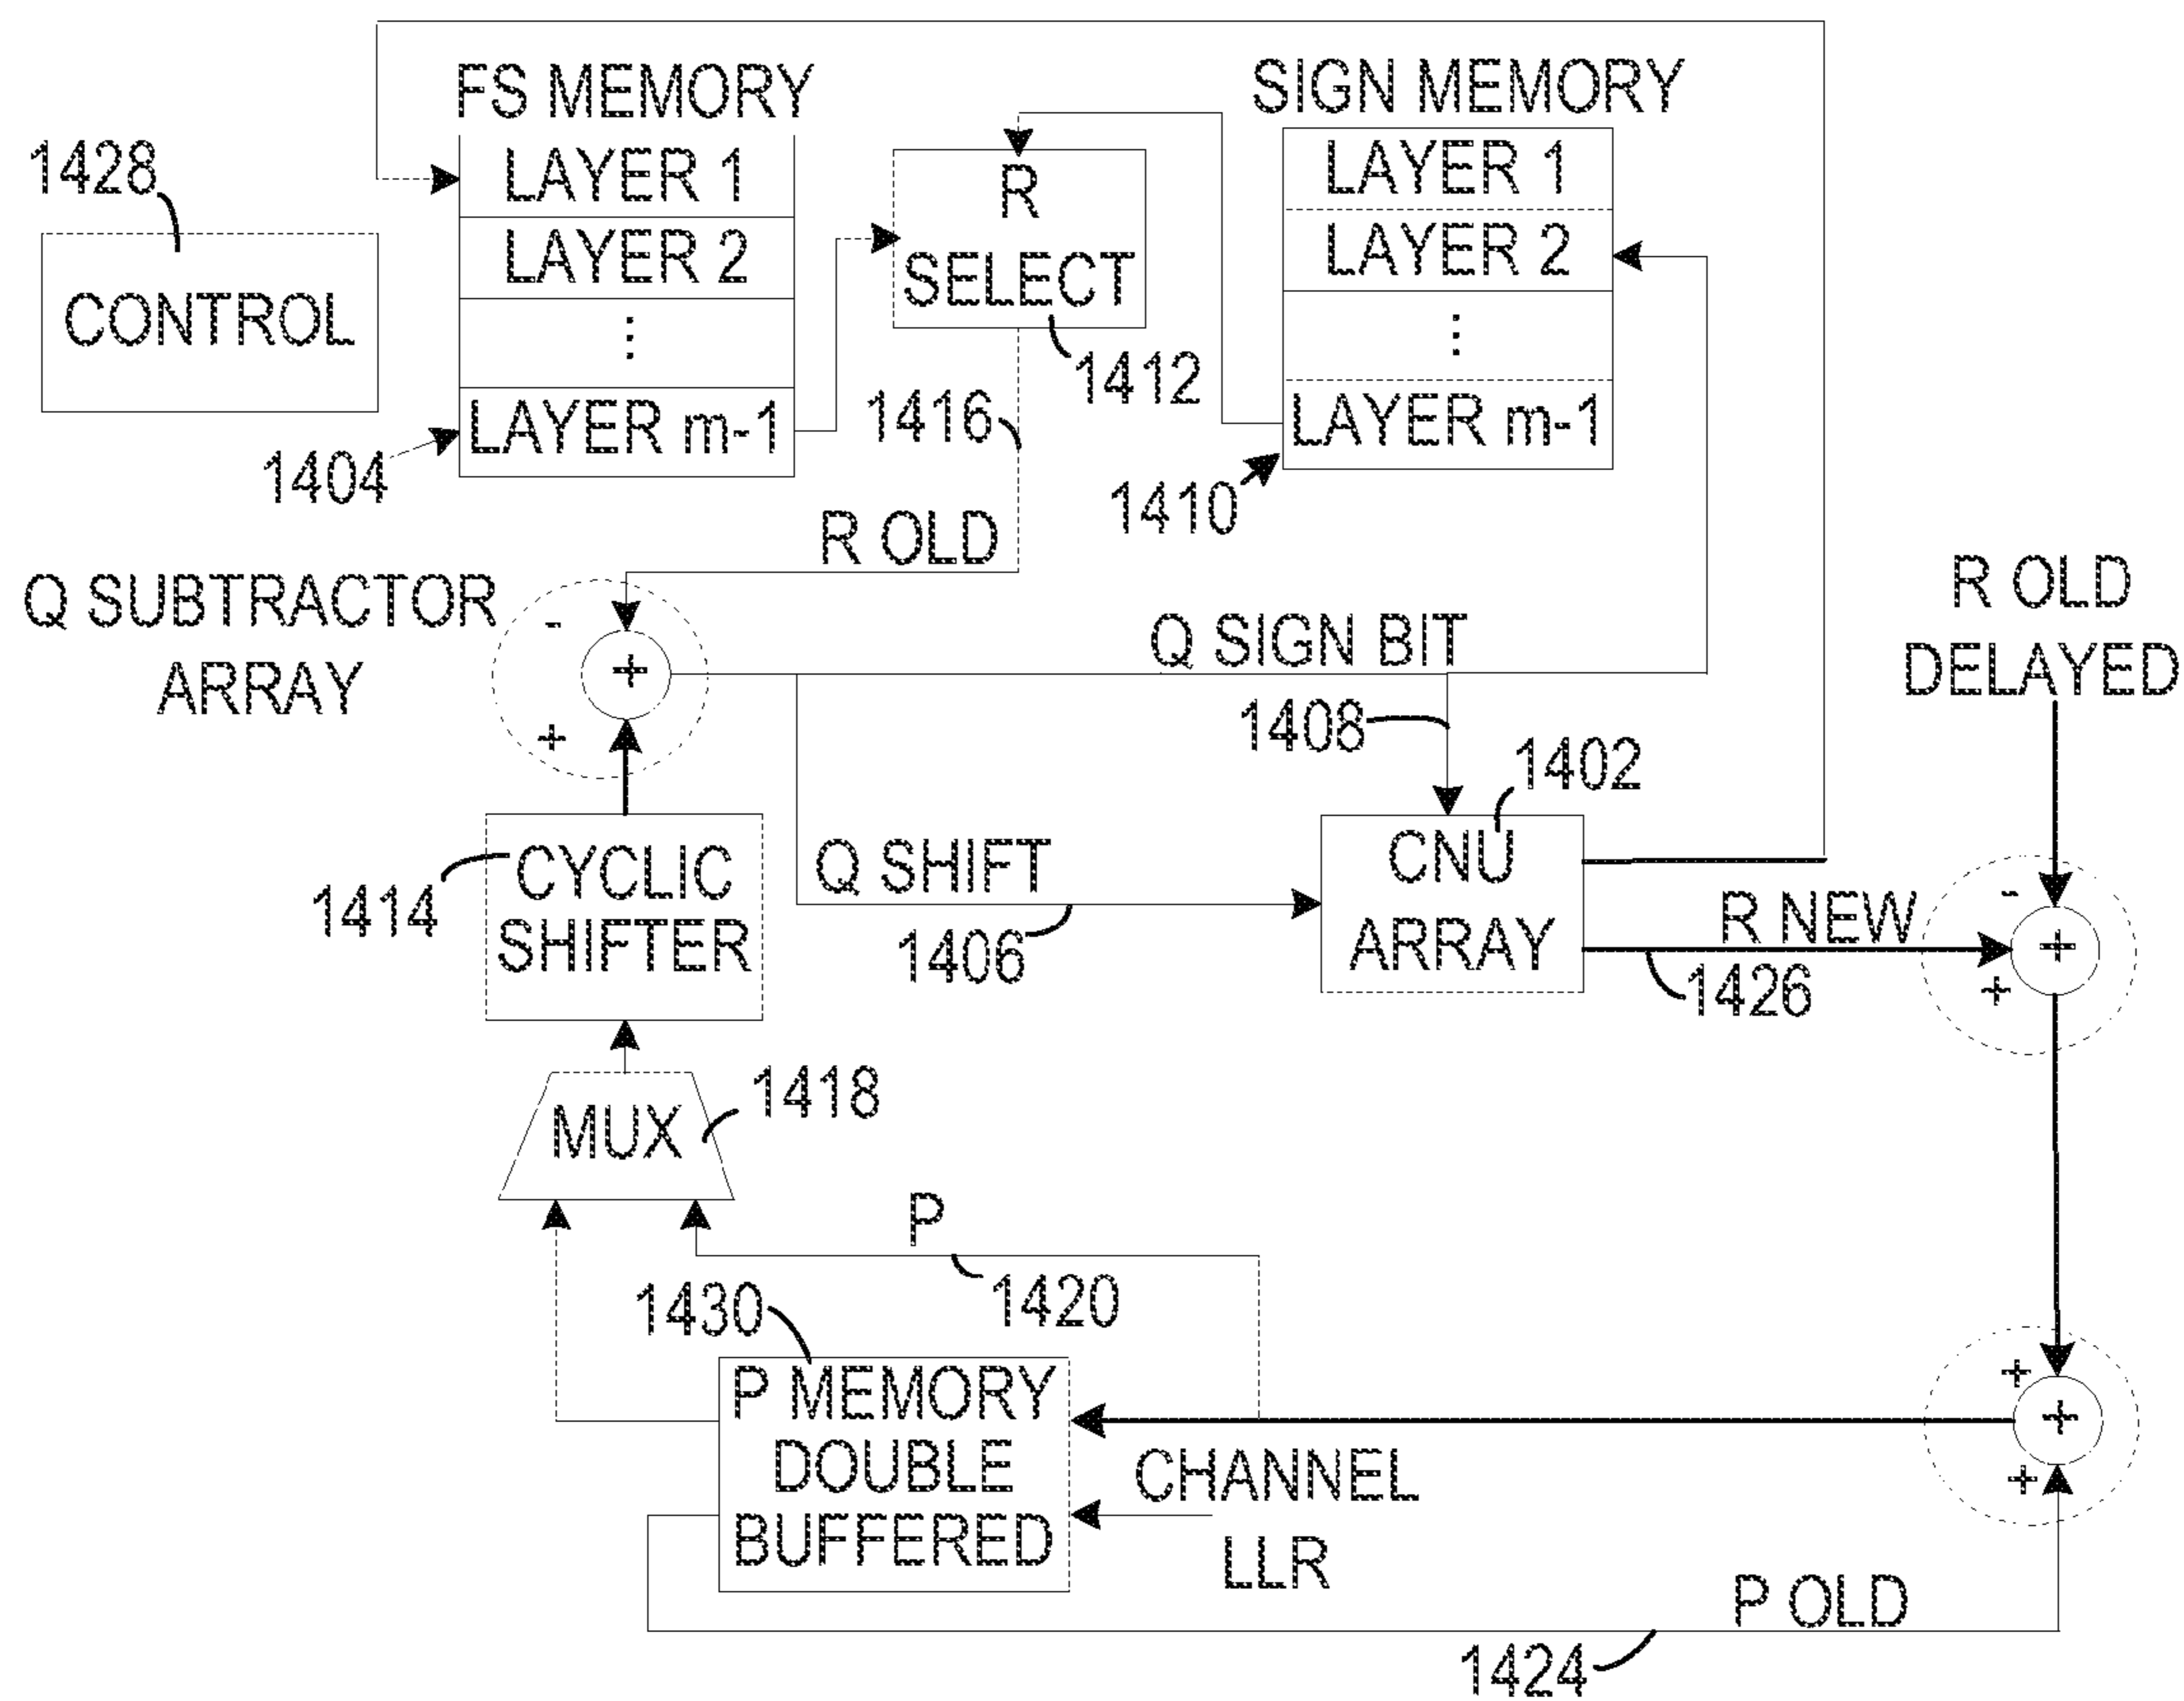 FS MEMORY
SIGN MEMORY
1428
CONTROL
LAYER 1
LAYER 2
⋮
LAYER m-1
1404
R
SELECT
1412
1416
LAYER 1
LAYER 2
⋮
LAYER m-1
1410
R OLD
Q SUBTRACTOR
ARRAY
-
+
+
Q SIGN BIT
1408
R OLD
DELAYED
1402
CYCLIC
SHIFTER
1414
Q SHIFT
1406
CNU
ARRAY
R NEW
1426
-
+
+
MUX
1418
P
1420
1430
P MEMORY
DOUBLE
BUFFERED
CHANNEL
LLR
+
+
+
P OLD
1424